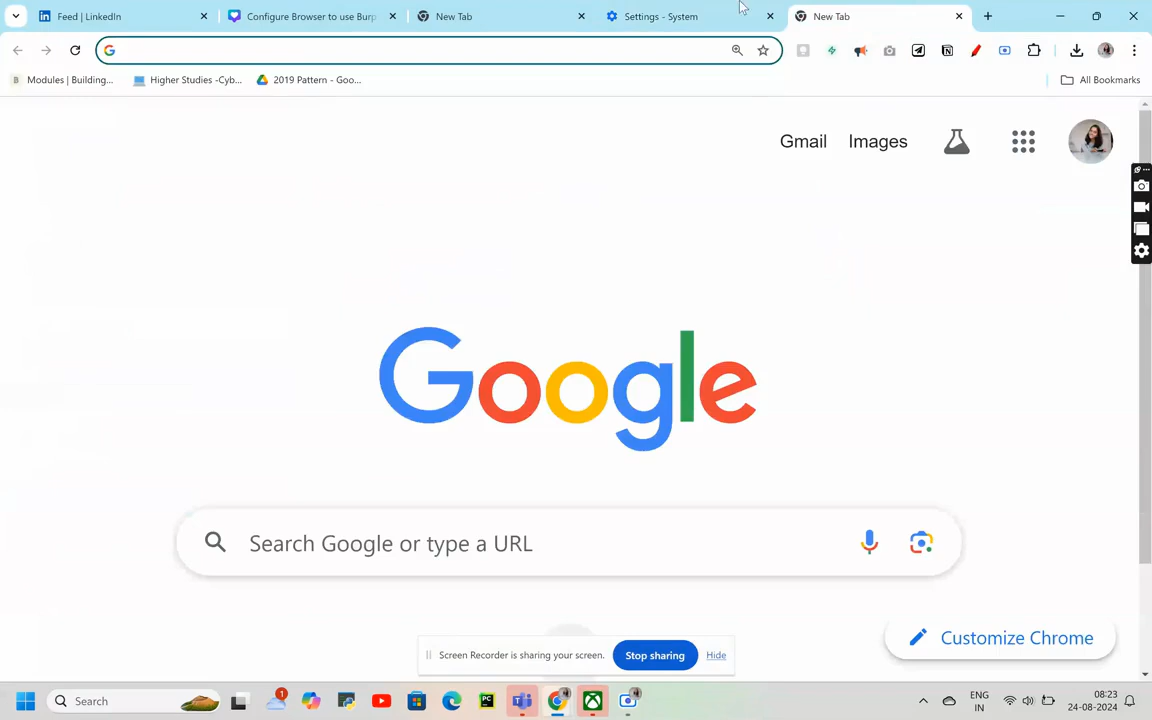 Feed | LinkedIn
Configure Browser to use Burp
New Tab
Settings - System
New Tab
Modules | Building...
Higher Studies -Cyb...
2019 Pattern - Goo...
All Bookmarks
Gmail
Images
Google
Search Google or type a URL
Customize Chrome
Screen Recorder is sharing your screen.
Stop sharing
Hide
Search
1
PC
ENG
IN
08:23
24-08-2024